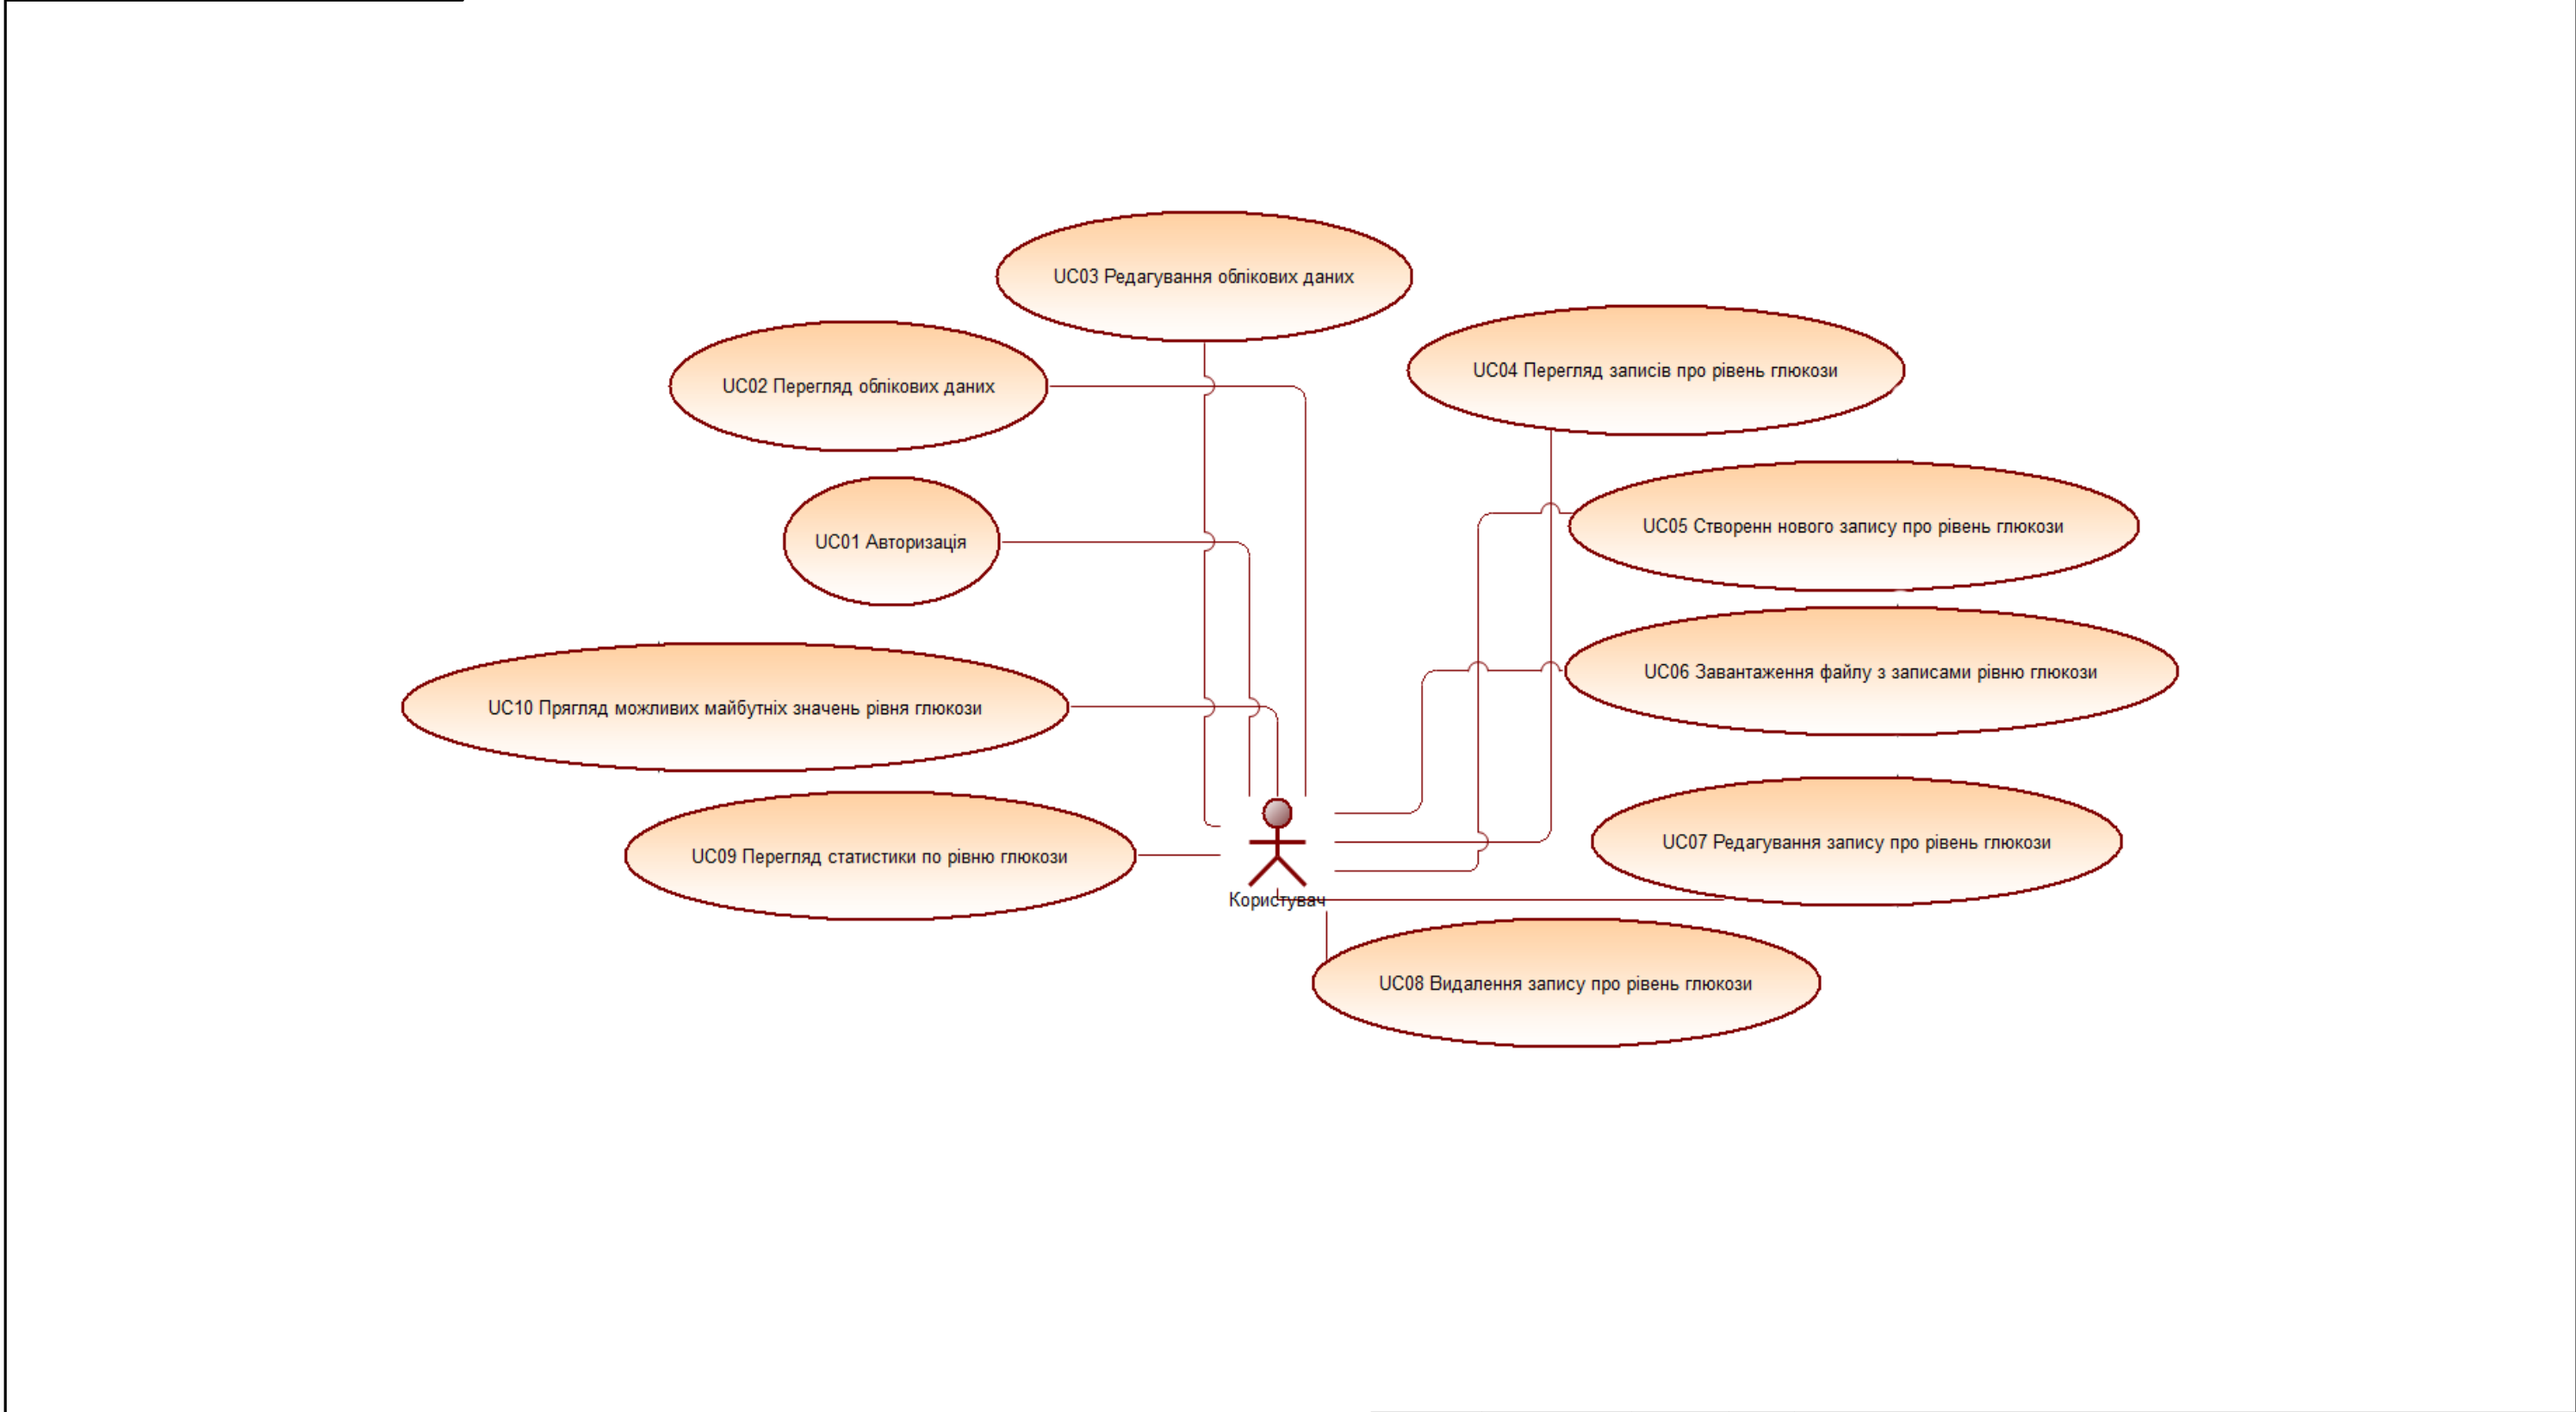 UC03 Редагування облікових даних
UC02 Перегляд облікових даних
UC04 Перегляд записів про рівень глюкози
UC05 Створенн нового запису про рівень глюкози
UC01 Авторизація
UC06 Завантаження файлу з записами рівню глюкози
UC10 Прягляд можливих майбутніх значень рівня глюкози
UC07 Редагування запису про рівень глюкози
UC09 Перегляд статистики по рівню глюкози
Користувач
UC08 Видалення запису про рівень глюкози